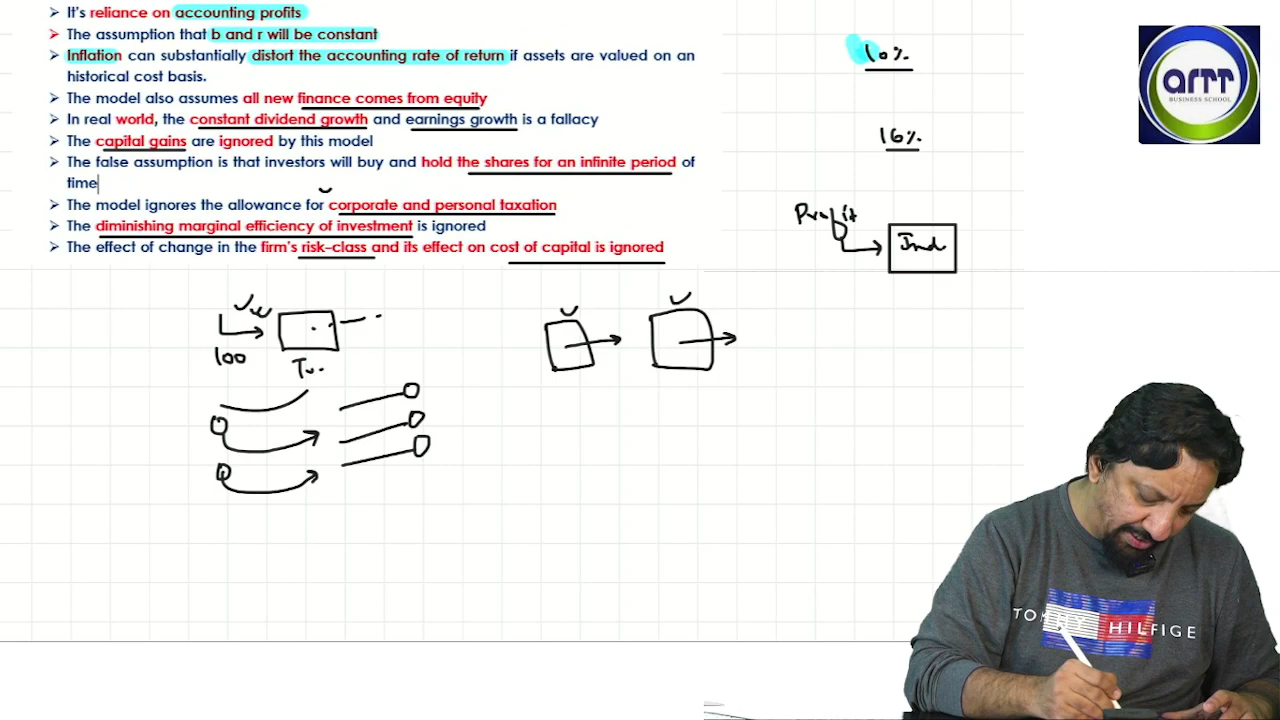 It's reliance on accounting profits
The assumption that b and r will be constant
Inflation can substantially distort the accounting rate of return if assets are valued on an
historical cost basis.
The model also assumes all new finance comes from equity
In real world, the constant dividend growth and earnings growth is a fallacy
The capital gains are ignored by this model
The false assumption is that investors will buy and hold the shares for an infinite period of
time
The model ignores the allowance for corporate and personal taxation
The diminishing marginal efficiency of investment is ignored
The effect of change in the firm's risk–class and its effect on cost of capital is ignored
10%
16%
Profit
100
artt
BUSINESS SCHOOL
TOMMY HILFIGE